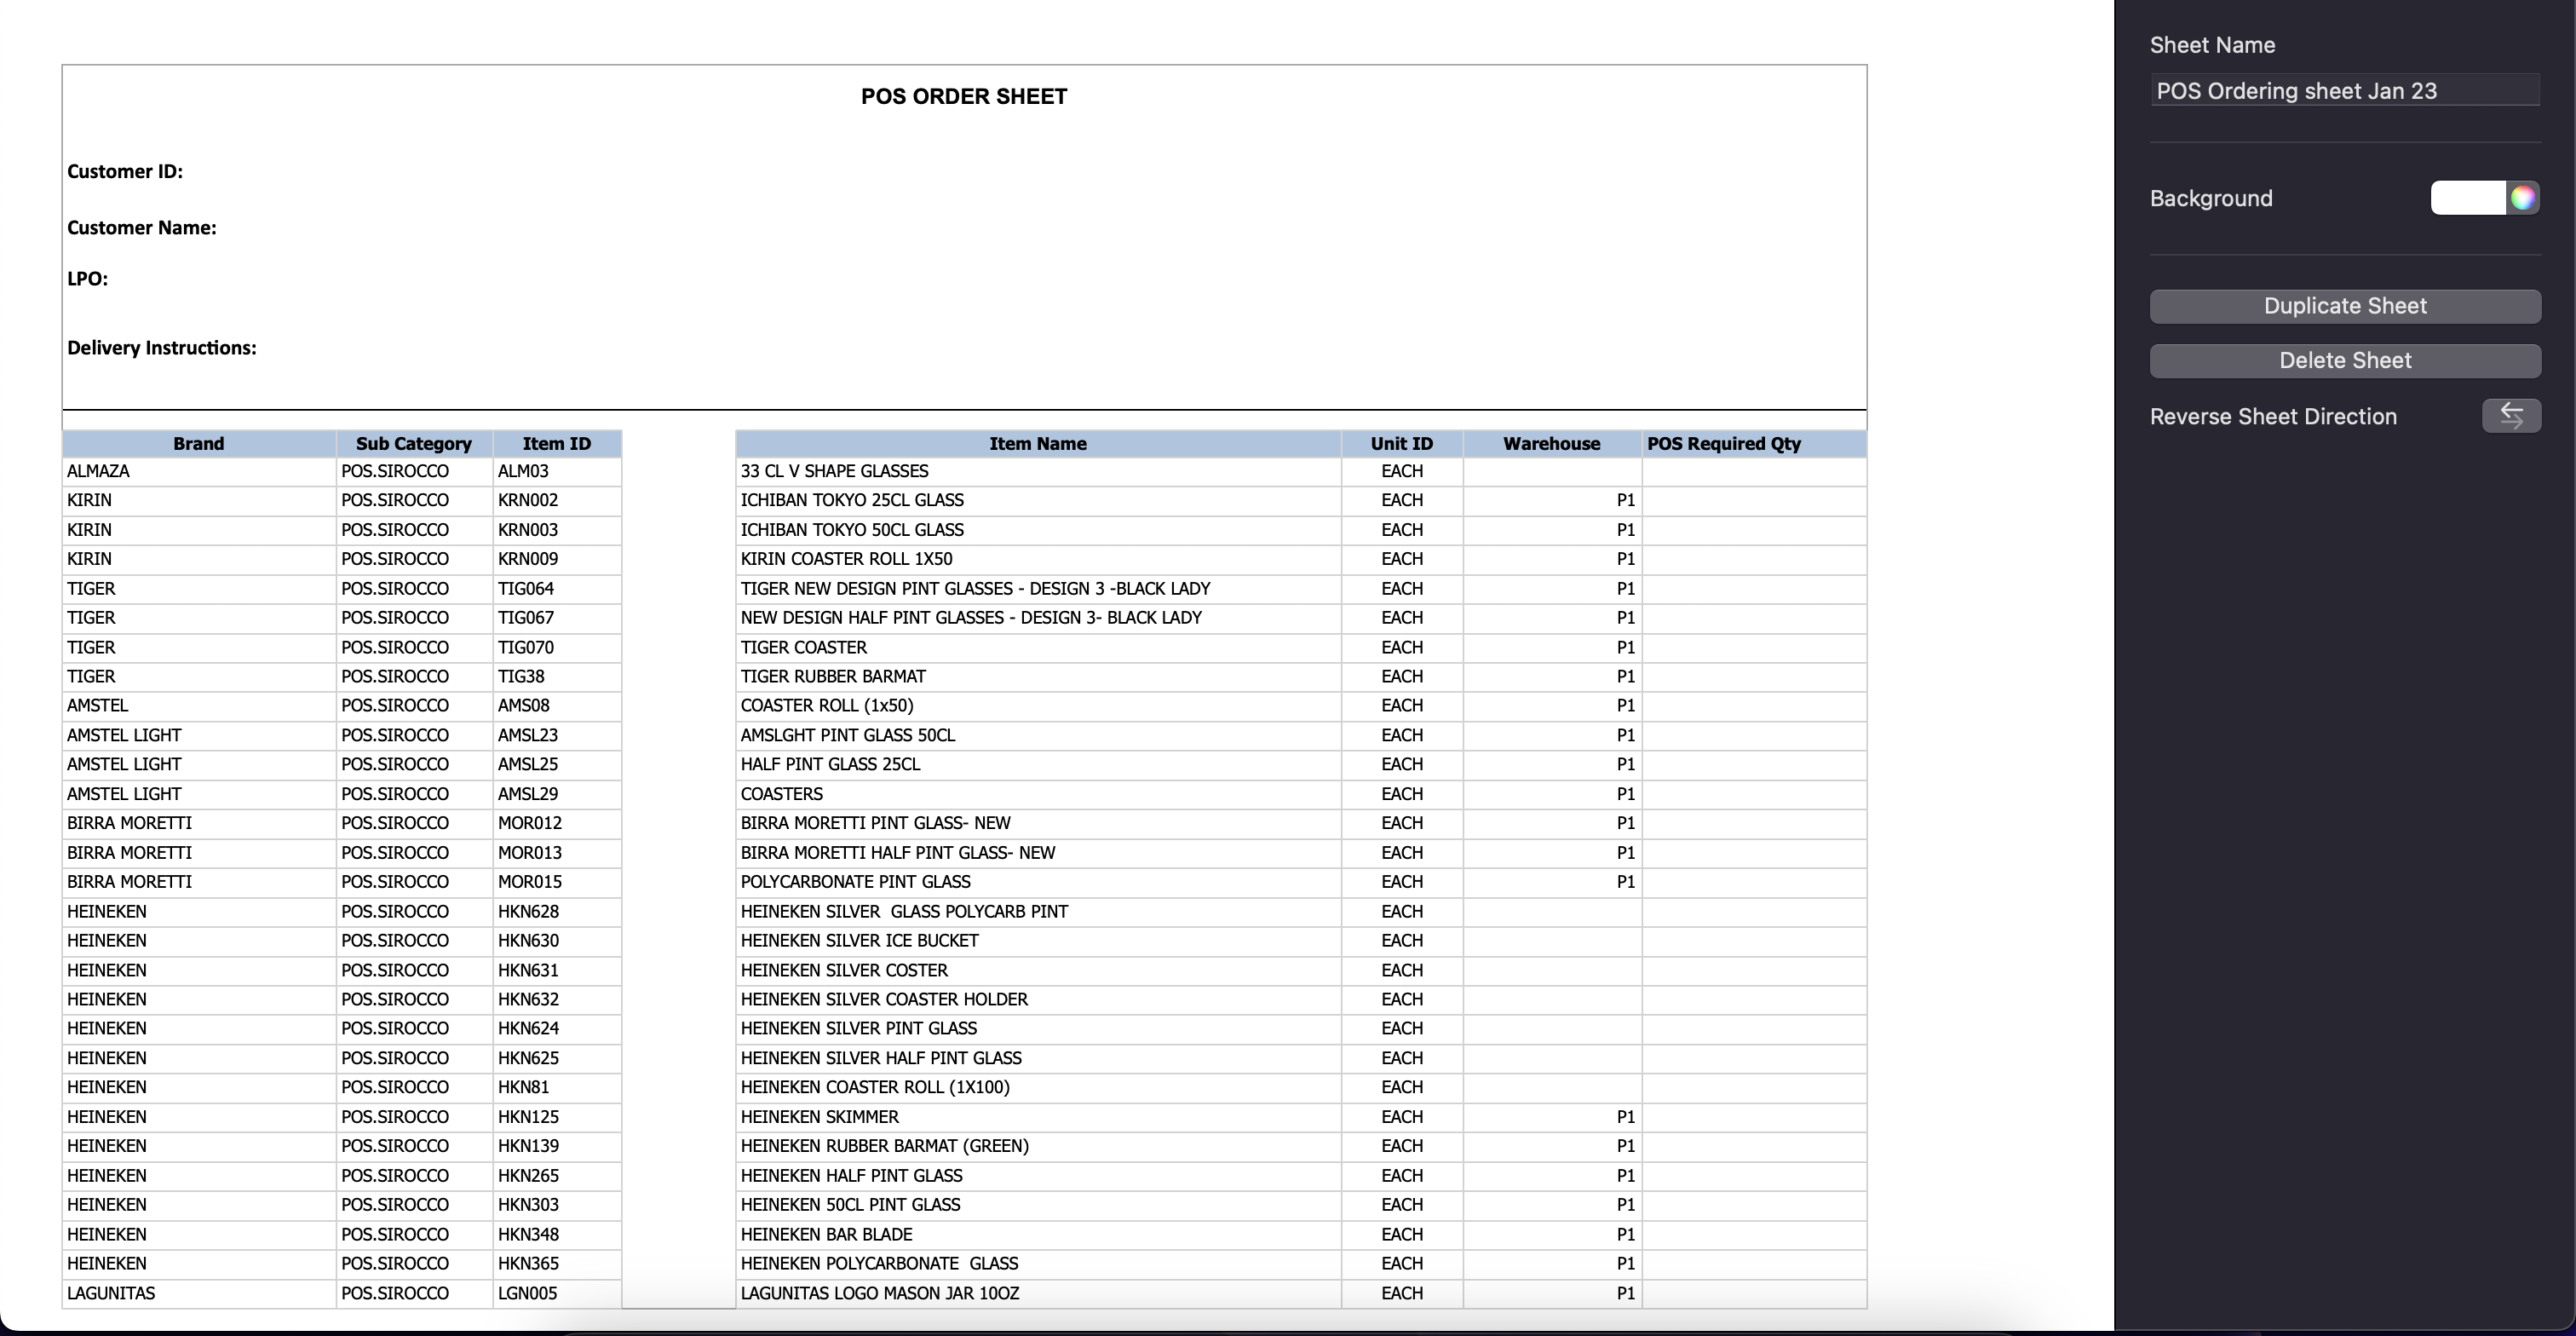 POS ORDER SHEET
Customer ID:
Customer Name:
LPO:
Delivery Instructions:
Brand Sub Category Item ID Item Name Unit ID Warehouse POS Required Qty
ALMAZA POS.SIROCCO ALM03 33 CL V SHAPE GLASSES EACH
KIRIN POS.SIROCCO KRN002 ICHIBAN TOKYO 25CL GLASS EACH P1
KIRIN POS.SIROCCO KRN003 ICHIBAN TOKYO 50CL GLASS EACH P1
KIRIN POS.SIROCCO KRN009 KIRIN COASTER ROLL 1X50 EACH P1
TIGER POS.SIROCCO TIG064 TIGER NEW DESIGN PINT GLASSES - DESIGN 3 -BLACK LADY EACH P1
TIGER POS.SIROCCO TIG067 NEW DESIGN HALF PINT GLASSES - DESIGN 3- BLACK LADY EACH P1
TIGER POS.SIROCCO TIG070 TIGER COASTER EACH P1
TIGER POS.SIROCCO TIG38 TIGER RUBBER BARMAT EACH P1
AMSTEL POS.SIROCCO AMS08 COASTER ROLL (1x50) EACH P1
AMSTEL LIGHT POS.SIROCCO AMSL23 AMSLGHT PINT GLASS 50CL EACH P1
AMSTEL LIGHT POS.SIROCCO AMSL25 HALF PINT GLASS 25CL EACH P1
AMSTEL LIGHT POS.SIROCCO AMSL29 COASTERS EACH P1
BIRRA MORETTI POS.SIROCCO MOR012 BIRRA MORETTI PINT GLASS- NEW EACH P1
BIRRA MORETTI POS.SIROCCO MOR013 BIRRA MORETTI HALF PINT GLASS- NEW EACH P1
BIRRA MORETTI POS.SIROCCO MOR015 POLYCARBONATE PINT GLASS EACH P1
HEINEKEN POS.SIROCCO HKN628 HEINEKEN SILVER  GLASS POLYCARB PINT EACH
HEINEKEN POS.SIROCCO HKN630 HEINEKEN SILVER ICE BUCKET EACH
HEINEKEN POS.SIROCCO HKN631 HEINEKEN SILVER COSTER EACH
HEINEKEN POS.SIROCCO HKN632 HEINEKEN SILVER COASTER HOLDER EACH
HEINEKEN POS.SIROCCO HKN624 HEINEKEN SILVER PINT GLASS EACH
HEINEKEN POS.SIROCCO HKN625 HEINEKEN SILVER HALF PINT GLASS EACH
HEINEKEN POS.SIROCCO HKN81 HEINEKEN COASTER ROLL (1X100) EACH
HEINEKEN POS.SIROCCO HKN125 HEINEKEN SKIMMER EACH P1
HEINEKEN POS.SIROCCO HKN139 HEINEKEN RUBBER BARMAT (GREEN) EACH P1
HEINEKEN POS.SIROCCO HKN265 HEINEKEN HALF PINT GLASS EACH P1
HEINEKEN POS.SIROCCO HKN303 HEINEKEN 50CL PINT GLASS EACH P1
HEINEKEN POS.SIROCCO HKN348 HEINEKEN BAR BLADE EACH P1
HEINEKEN POS.SIROCCO HKN365 HEINEKEN POLYCARBONATE  GLASS EACH P1
LAGUNITAS POS.SIROCCO LGN005 LAGUNITAS LOGO MASON JAR 10OZ EACH P1
Sheet Name
POS Ordering sheet Jan 23
Background
Duplicate Sheet
Delete Sheet
Reverse Sheet Direction